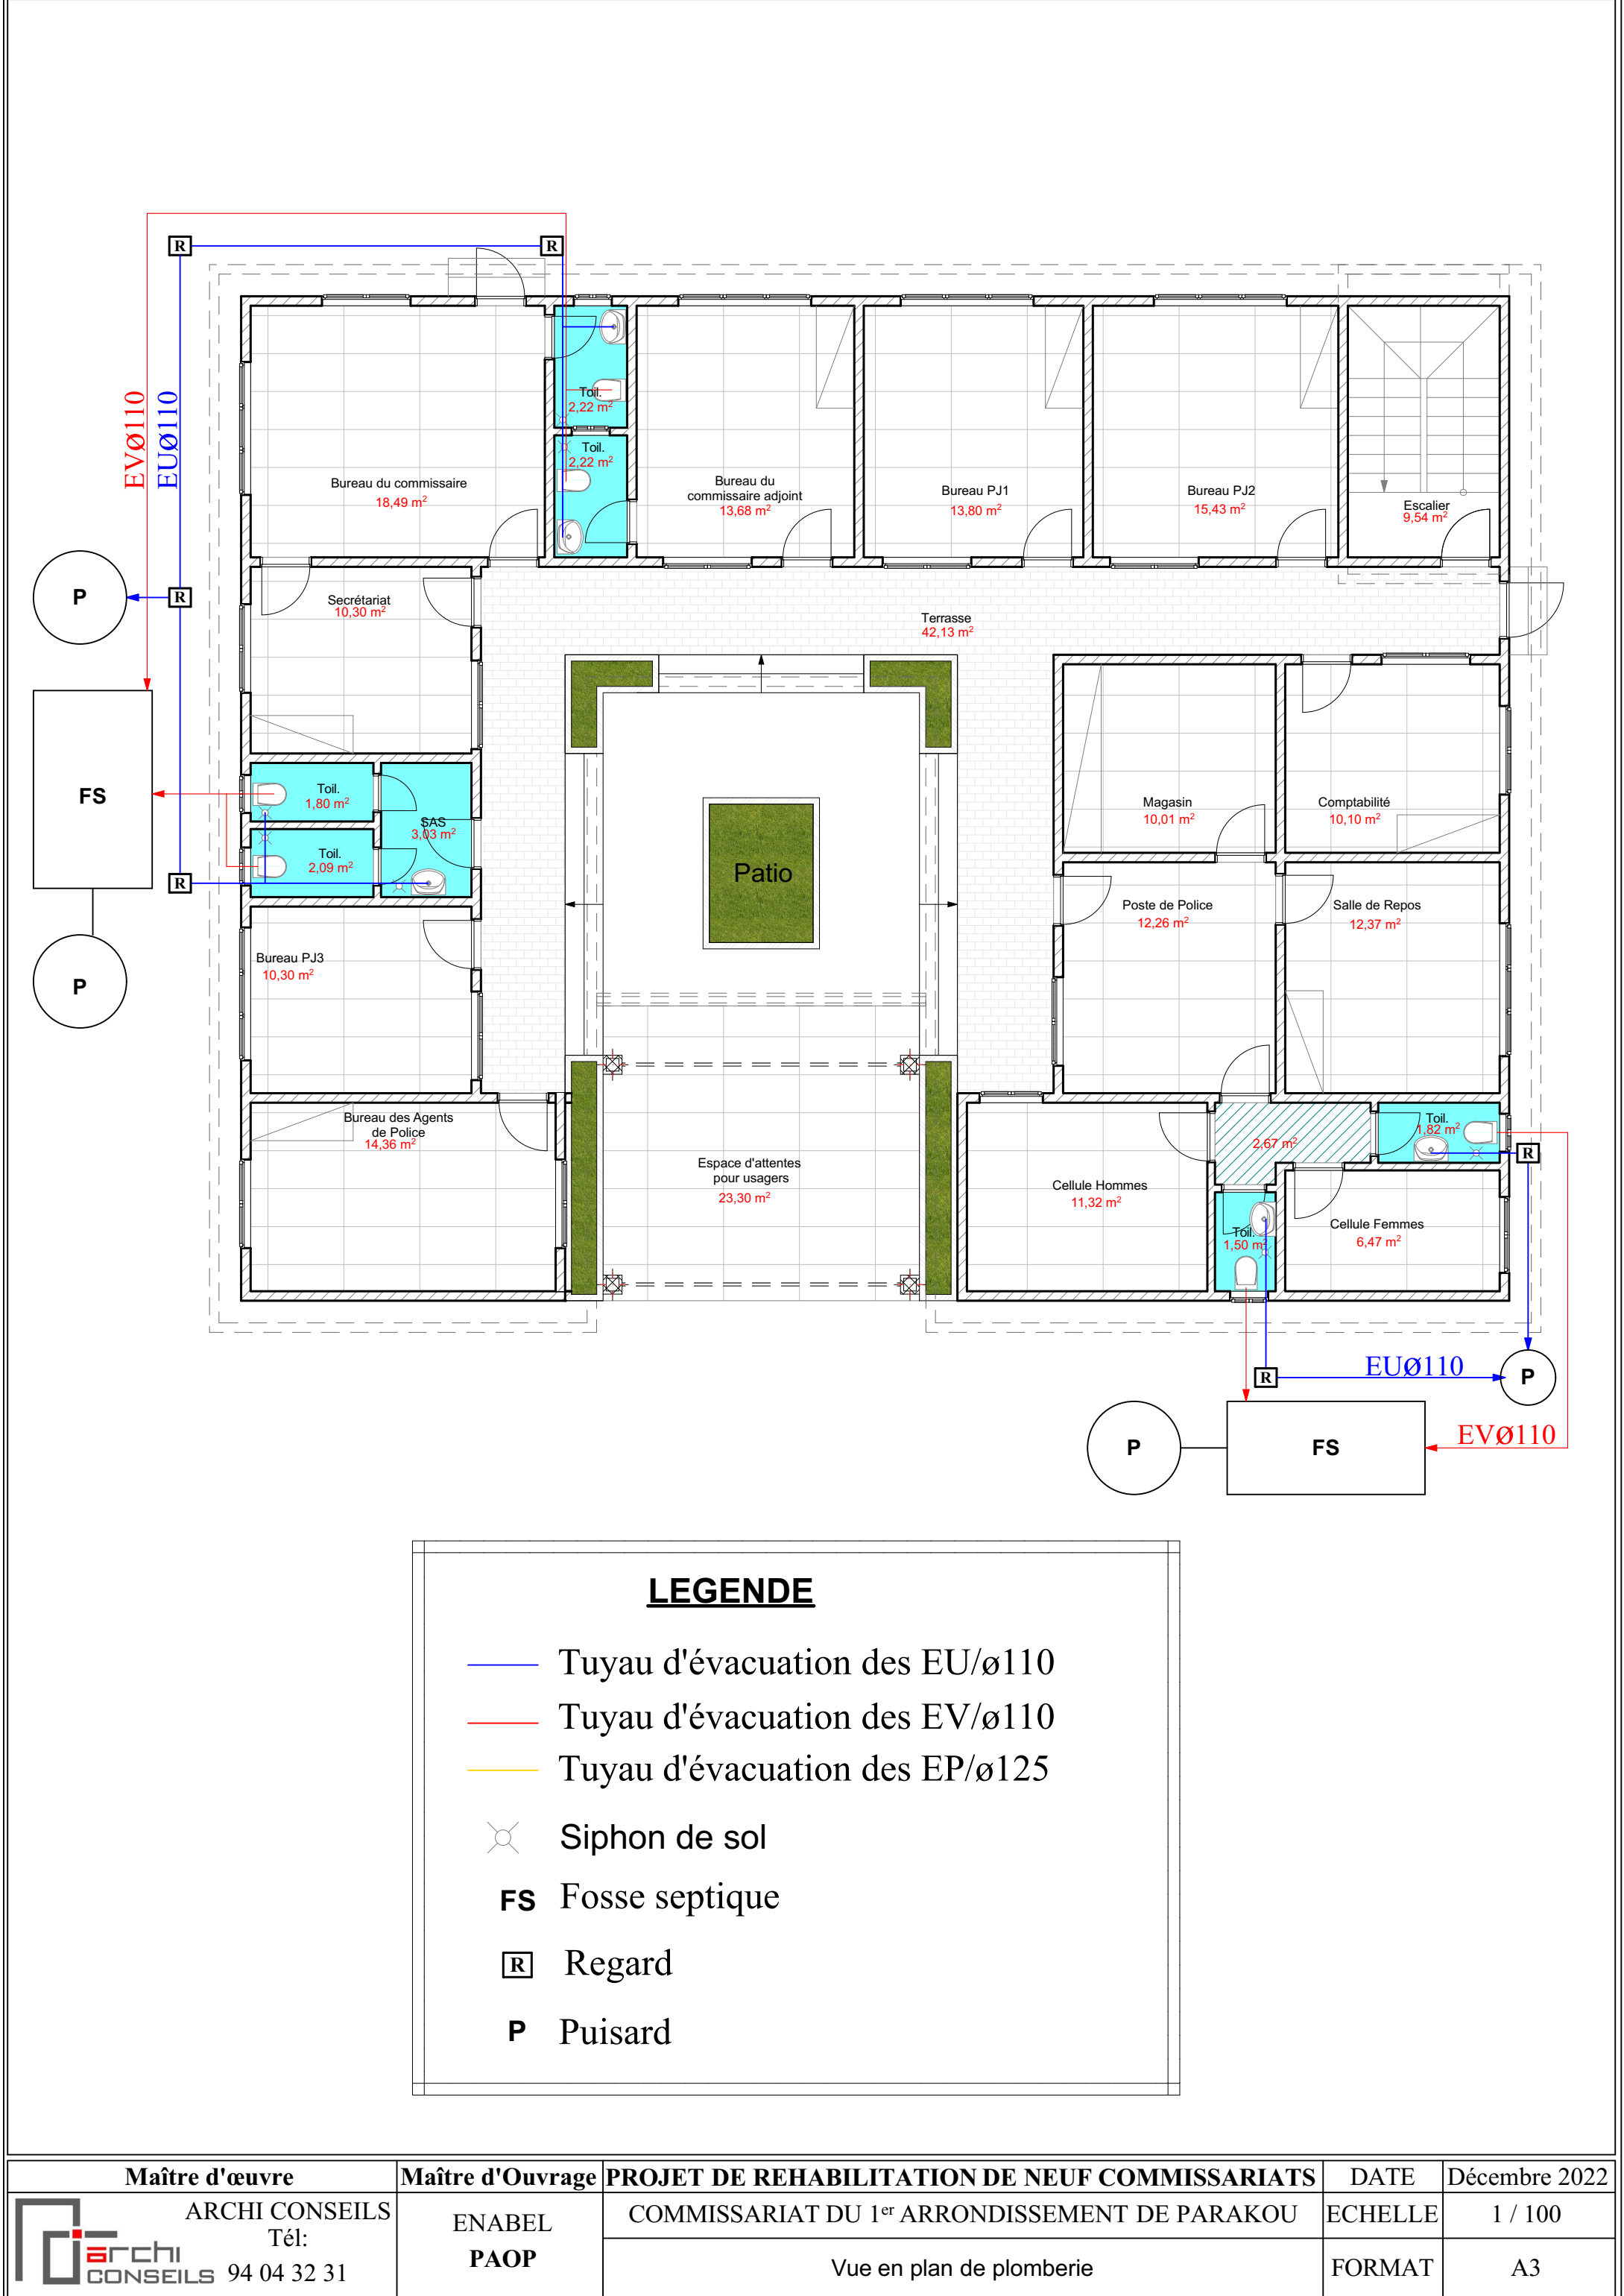 R
R
EVØ110
EUØ110
Toil.
2,22 m²
Toil.
2,22 m²
Bureau du commissaire
18,49 m²
Bureau du
commissaire adjoint
13,68 m²
Bureau PJ1
13,80 m²
Bureau PJ2
15,43 m²
Escalier
9,54 m²
P
R
Secrétariat
10,30 m²
Terrasse
42,13 m²
FS
Toil.
1,80 m²
SAS
3,03 m²
Toil.
2,09 m²
R
Patio
Magasin
10,01 m²
Comptabilité
10,10 m²
Poste de Police
12,26 m²
Salle de Repos
12,37 m²
P
Bureau PJ3
10,30 m²
Bureau des Agents
de Police
14,36 m²
Espace d'attentes
pour usagers
23,30 m²
Cellule Hommes
11,32 m²
2,67 m²
Toil.
1,82 m²
R
Toil.
1,50 m²
Cellule Femmes
6,47 m²
R
EUØ110
P
P
FS
EVØ110
LEGENDE
Tuyau d'évacuation des EU/ø110
Tuyau d'évacuation des EV/ø110
Tuyau d'évacuation des EP/ø125
Siphon de sol
FS Fosse septique
R Regard
P Puisard
Maître d'œuvre
ARCHI CONSEILS
Tél:
94 04 32 31
archi
CONSEILS
Maître d'Ouvrage
ENABEL
PAOP
PROJET DE REHABILITATION DE NEUF COMMISSARIATS
COMMISSARIAT DU 1er ARRONDISSEMENT DE PARAKOU
Vue en plan de plomberie
DATE Décembre 2022
ECHELLE 1 / 100
FORMAT A3